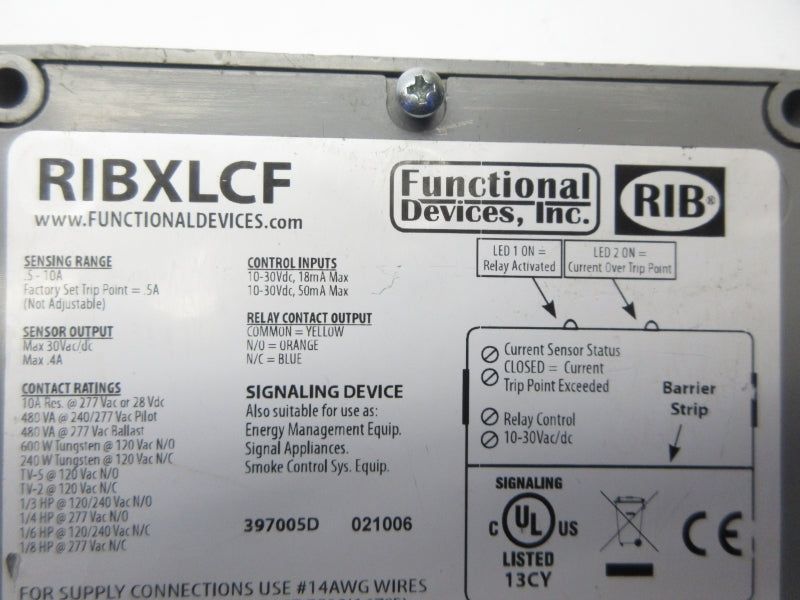 RIBXLCF
www.FUNCTIONALDEVICES.com
Functional
Devices, Inc.
RIB®
SENSING RANGE
.5 - 10A
Factory Set Trip Point = .5A
(Not Adjustable)
SENSOR OUTPUT
Max 30Vac/dc
Max .4A
CONTACT RATINGS
10A Res. @ 277 Vac or 28 Vdc
480 VA @ 240/277 Vac Pilot
480 VA @ 277 Vac Ballast
600 W Tungsten @ 120 Vac N/O
240 W Tungsten @ 120 Vac N/C
TV-5 @ 120 Vac N/O
TV-2 @ 120 Vac N/C
1/3 HP @ 120/240 Vac N/O
1/4 HP @ 277 Vac N/O
1/6 HP @ 120/240 Vac N/C
1/8 HP @ 277 Vac N/C
CONTROL INPUTS
10-30Vdc, 18mA Max
10-30Vdc, 50mA Max
RELAY CONTACT OUTPUT
COMMON = YELLOW
N/O = ORANGE
N/C = BLUE
SIGNALING DEVICE
Also suitable for use as:
Energy Management Equip.
Signal Appliances.
Smoke Control Sys. Equip.
397005D 021006
LED 1 ON =
Relay Activated
LED 2 ON =
Current Over Trip Point
Current Sensor Status
CLOSED = Current
Trip Point Exceeded
Relay Control
10-30Vac/dc
Barrier
Strip
SIGNALING
C UL US
LISTED
13CY
CE
FOR SUPPLY CONNECTIONS USE #14AWG WIRES